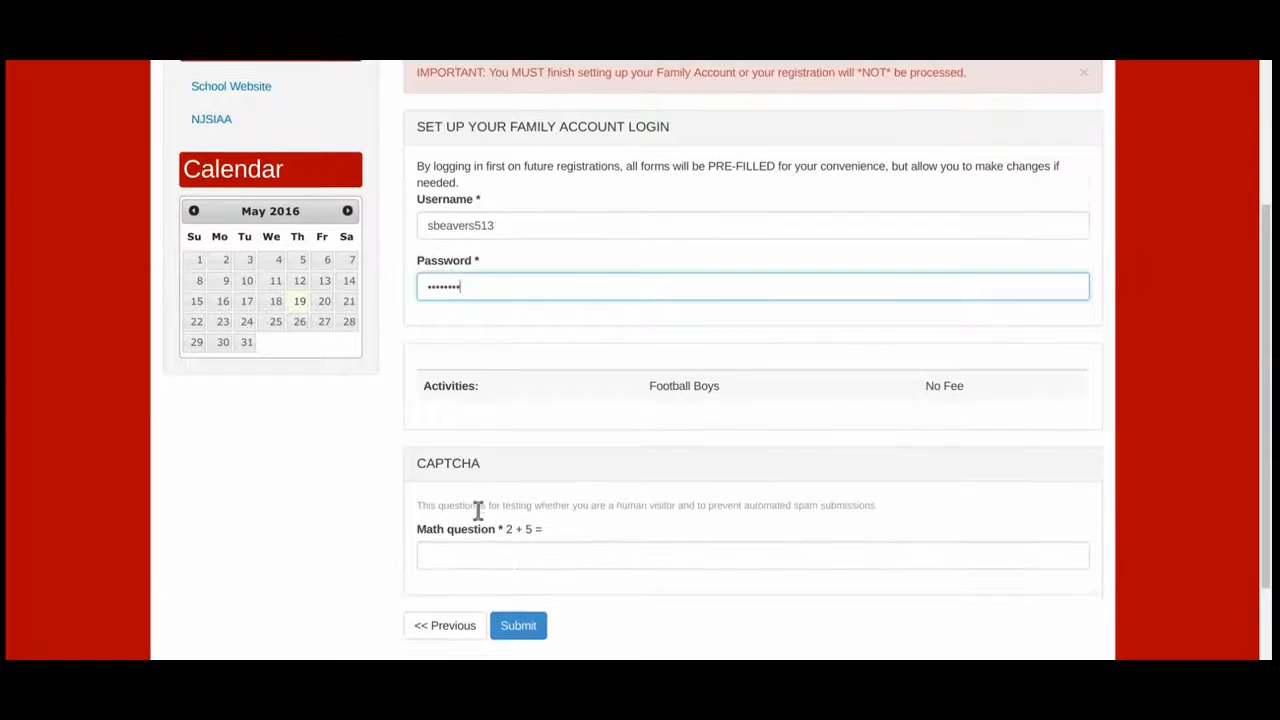 School Website
NJSIAA
Calendar
May 2016
Su Mo Tu We Th Fr Sa
1 2 3 4 5 6 7
8 9 10 11 12 13 14
15 16 17 18 19 20 21
22 23 24 25 26 27 28
29 30 31
IMPORTANT: You MUST finish setting up your Family Account or your registration will *NOT* be processed. ×
SET UP YOUR FAMILY ACCOUNT LOGIN
By logging in first on future registrations, all forms will be PRE-FILLED for your convenience, but allow you to make changes if
needed.
Username *
sbeavers513
Password *
••••••••
Activities: Football Boys No Fee
CAPTCHA
This question is for testing whether you are a human visitor and to prevent automated spam submissions.
Math question * 2 + 5 =
<< Previous Submit